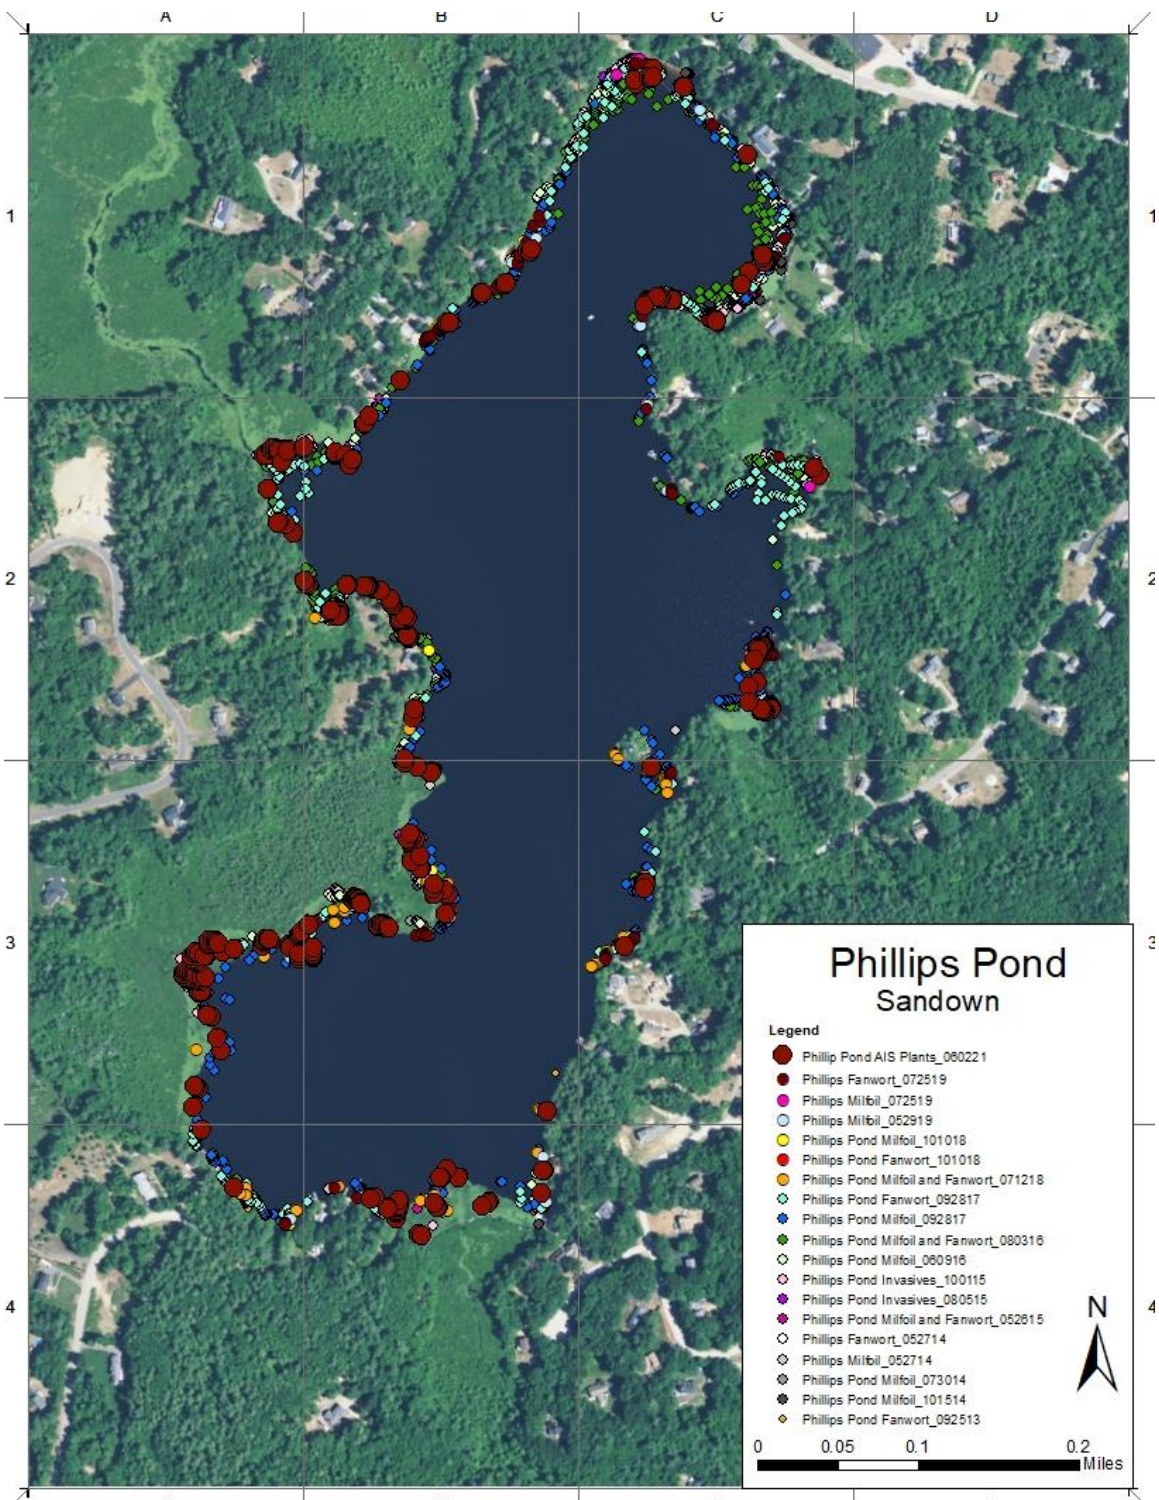 A B C D
1 1
2 2
3 3
4 4
Phillips Pond
Sandown
Legend
Phillip Pond AIS Plants_060221
Phillips Fanwort_072519
Phillips Milfoil_072519
Phillips Milfoil_052919
Phillips Pond Milfoil_101018
Phillips Pond Fanwort_101018
Phillips Pond Milfoil and Fanwort_071218
Phillips Pond Fanwort_092817
Phillips Pond Milfoil_092817
Phillips Pond Milfoil and Fanwort_080316
Phillips Pond Milfoil_060916
Phillips Pond Invasives_100115
Phillips Pond Invasives_080515
Phillips Pond Milfoil and Fanwort_052615
Phillips Fanwort_052714
Phillips Milfoil_052714
Phillips Pond Milfoil_073014
Phillips Pond Milfoil_101514
Phillips Pond Fanwort_092513
N
0 0.05 0.1 0.2
Miles